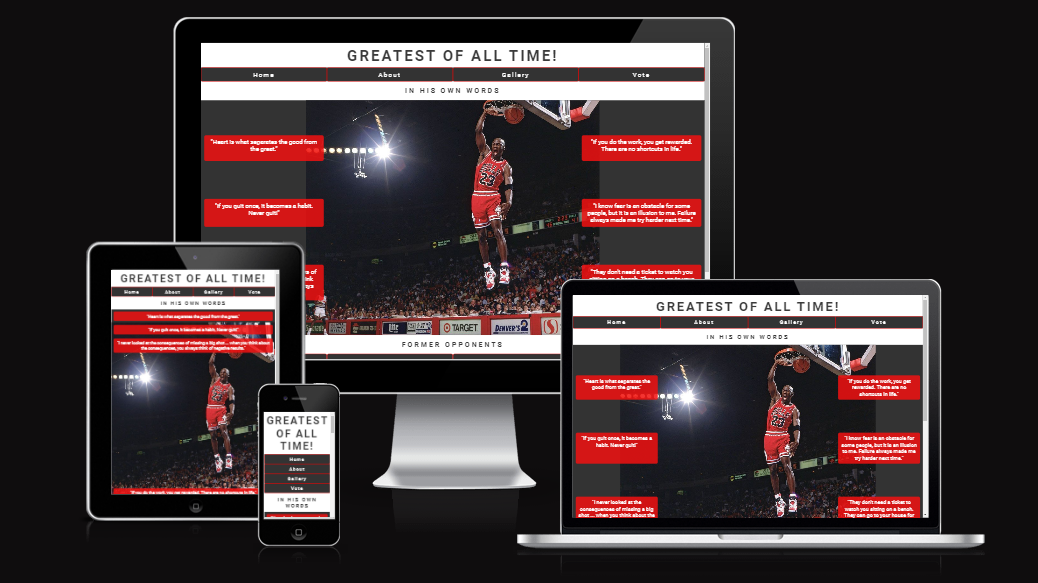 GREATEST OF ALL TIME!
Home About Gallery Vote
IN HIS OWN WORDS
"Heart is what separates the good from
the great."
"If you do the work, you get rewarded.
There are no shortcuts in life."
"If you quit once, it becomes a habit.
Never quit!"
"I know fear is an obstacle for some
people, but it is an illusion to me. Failure
always made me try harder next time."
"They don't need a ticket to watch you
sitting on a bench. They can go to your
23
TARGET
DENVER'S 2
FORMER OPPONENTS
GREATEST OF ALL TIME!
Home About Gallery Vote
IN HIS OWN WORDS
"Heart is what separates the good from the great."
"If you quit once, it becomes a habit. Never quit!"
"I never looked at the consequences of missing a big shot ... when you think about
the consequences, you always think of negative results."
"If you do the work, you get rewarded. There are no shortcuts in life."
GREATEST
OF ALL
TIME!
Home
About
Gallery
Vote
IN HIS OWN
WORDS
GREATEST OF ALL TIME!
Home About Gallery Vote
IN HIS OWN WORDS
"Heart is what separates the
good from the great."
"If you do the work, you get
rewarded. There are no
shortcuts in life."
"If you quit once, it becomes a
habit. Never quit!"
"I know fear is an obstacle for
some people, but it is an illusion
to me. Failure always made me
try harder next time."
"I never looked at the
consequences of missing a big
shot ... when you think about the
"They don't need a ticket to
watch you sitting on a bench.
They can go to your house for
23